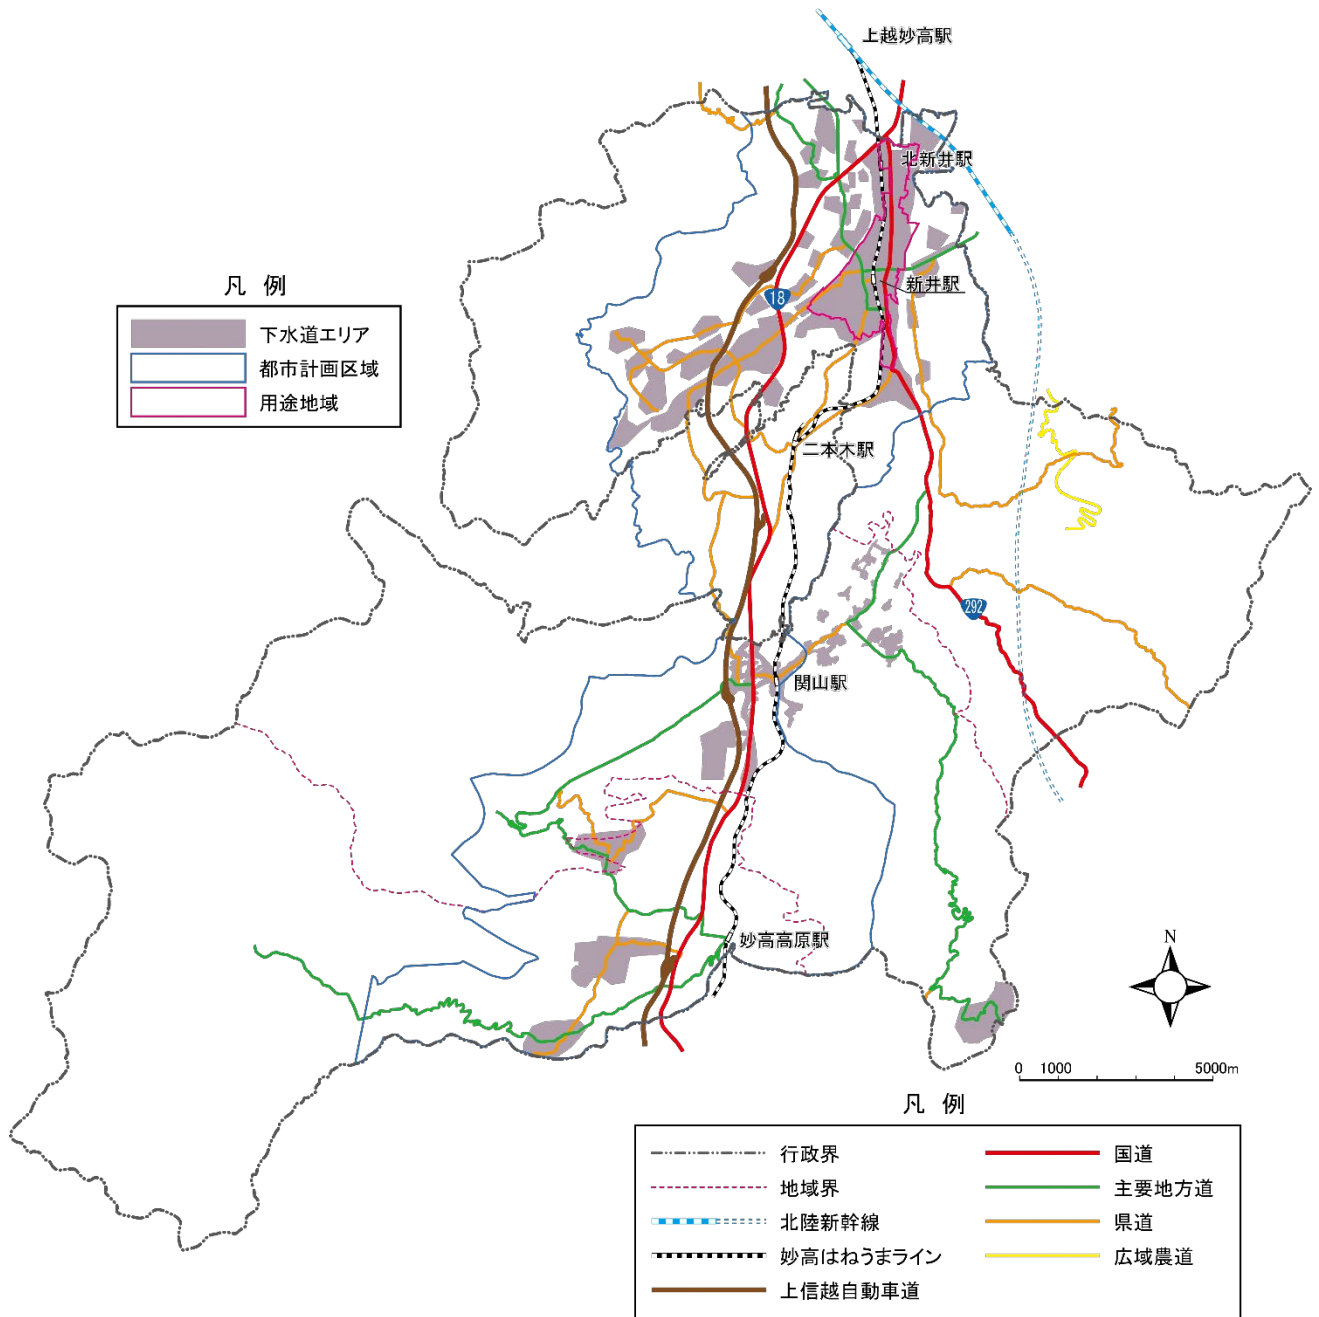 上越妙高駅
北新井駅
新井駅
凡 例
下水道エリア
都市計画区域
用途地域
18
二本木駅
292
関山駅
妙高高原駅
N
0 1000 5000m
凡 例
行政界
地域界
北陸新幹線
妙高はねうまライン
上信越自動車道
国道
主要地方道
県道
広域農道